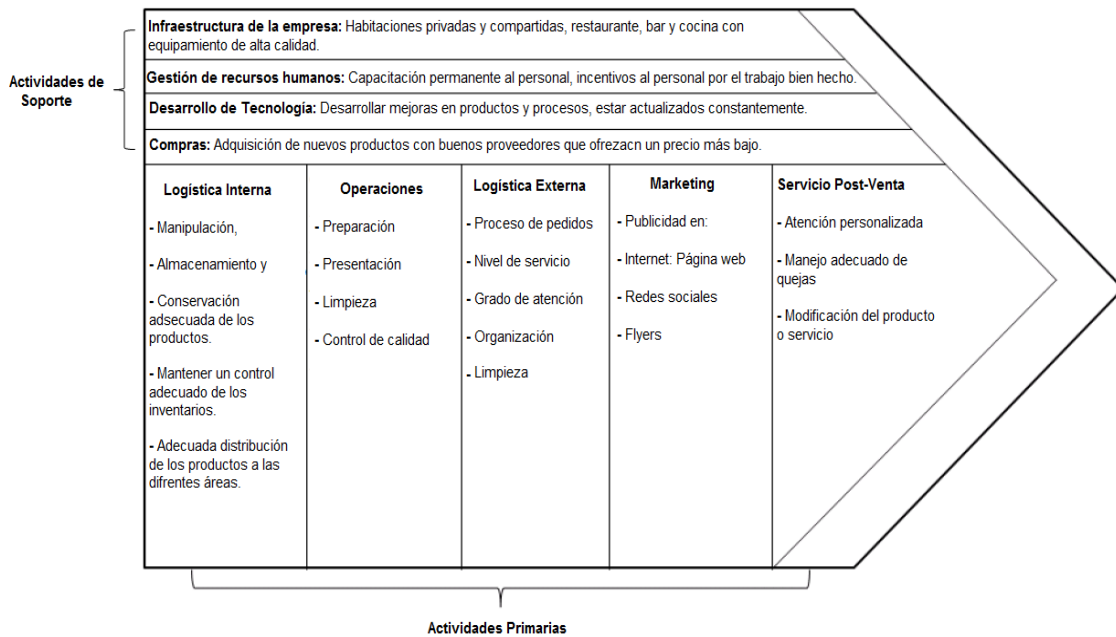 Infraestructura de la empresa: Habitaciones privadas y compartidas, restaurante, bar y cocina con
equipamiento de alta calidad.
Actividades de
Soporte
Gestión de recursos humanos: Capacitación permanente al personal, incentivos al personal por el trabajo bien hecho.
Desarrollo de Tecnología: Desarrollar mejoras en productos y procesos, estar actualizados constantemente.
Compras: Adquisición de nuevos productos con buenos proveedores que ofrezacn un precio más bajo.
Logística Interna
- Manipulación,
- Almacenamiento y
- Conservación
adsecuada de los
productos.
- Mantener un control
adecuado de los
inventarios.
- Adecuada distribución
de los productos a las
difrentes áreas.
Operaciones
- Preparación
- Presentación
- Limpieza
- Control de calidad
Logística Externa
- Proceso de pedidos
- Nivel de servicio
- Grado de atención
- Organización
- Limpieza
Marketing
- Publicidad en:
- Internet: Página web
- Redes sociales
- Flyers
Servicio Post-Venta
- Atención personalizada
- Manejo adecuado de
quejas
- Modificación del producto
o servicio
Actividades Primarias